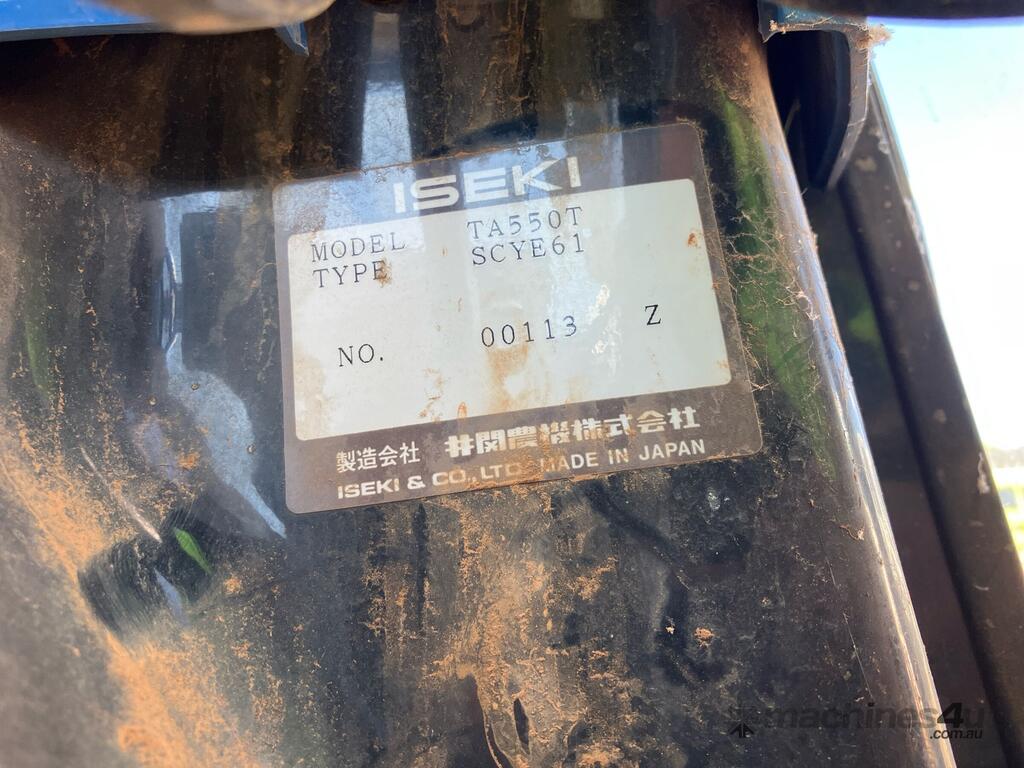 ISEKI
MODEL TA550T
TYPE SCYE61
NO. 00113 Z
製造会社 井関農機株式会社
ISEKI & CO., LTD. MADE IN JAPAN
machines4u
.com.au